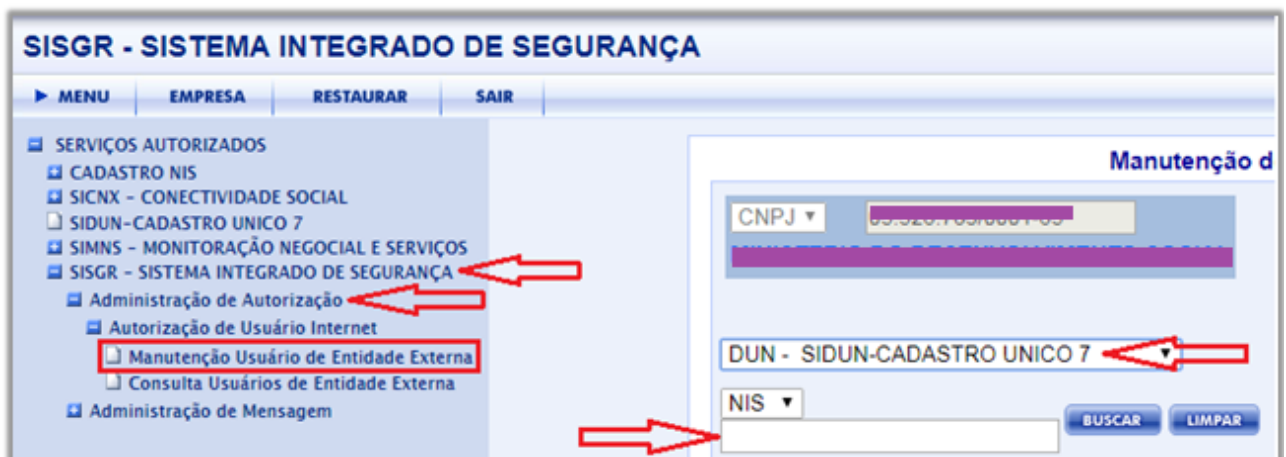 SISGR - SISTEMA INTEGRADO DE SEGURANÇA
MENU EMPRESA RESTAURAR SAIR
SERVIÇOS AUTORIZADOS
CADASTRO NIS
SICNX - CONECTIVIDADE SOCIAL
SIDUN-CADASTRO UNICO 7
SIMNS - MONITORAÇÃO NEGOCIAL E SERVIÇOS
SISGR - SISTEMA INTEGRADO DE SEGURANÇA
Administração de Autorização
Autorização de Usuário Internet
Manutenção Usuário de Entidade Externa
Consulta Usuários de Entidade Externa
Administração de Mensagem
Manutenção d
CNPJ
DUN - SIDUN-CADASTRO UNICO 7
NIS
BUSCAR LIMPAR